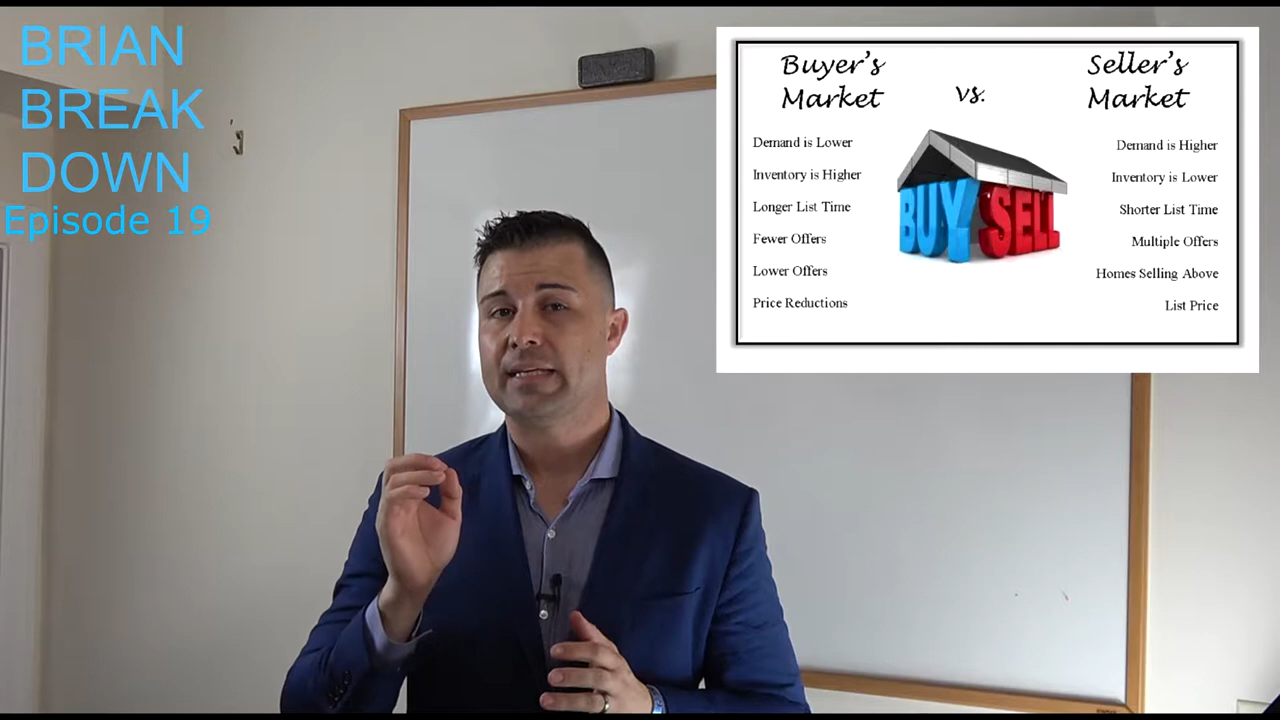 BRIAN
BREAK
DOWN
Episode 19
Buyer's
Market
vs.
Seller's
Market
Demand is Lower
Inventory is Higher
Longer List Time
Fewer Offers
Lower Offers
Price Reductions
BUY SELL
Demand is Higher
Inventory is Lower
Shorter List Time
Multiple Offers
Homes Selling Above
List Price